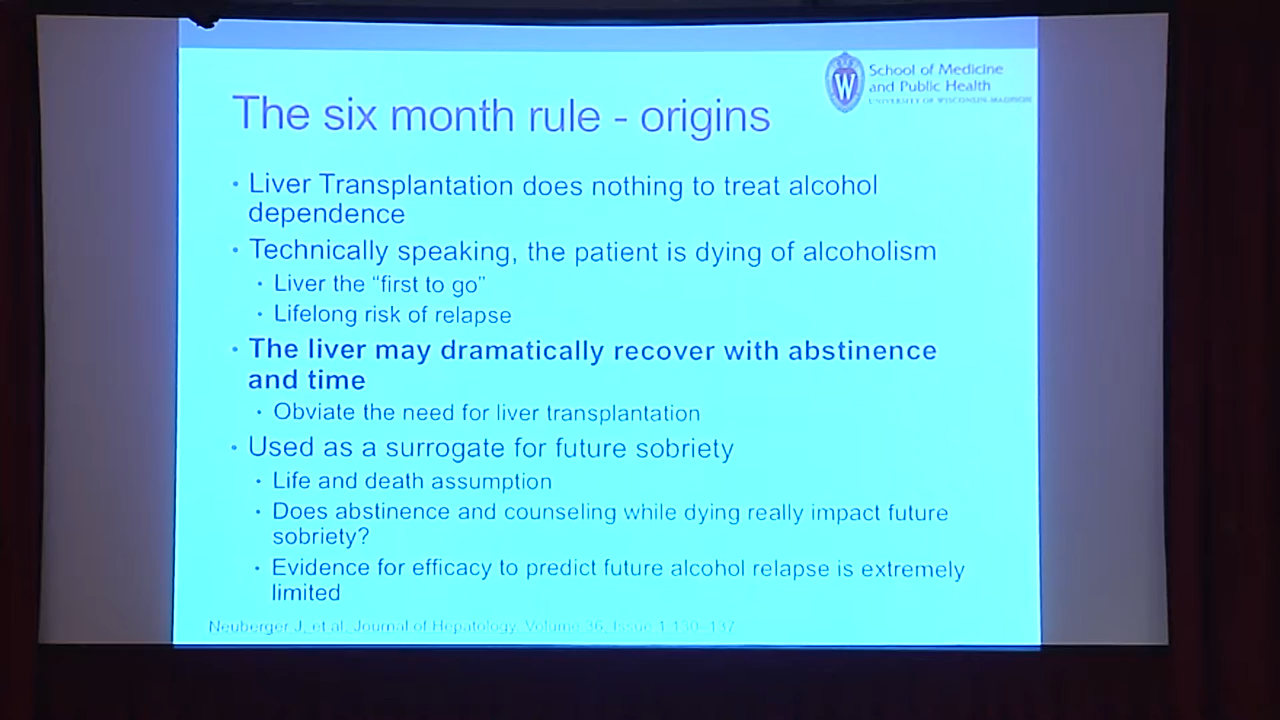 School of Medicine
and Public Health
UNIVERSITY OF WISCONSIN-MADISON
W
The six month rule - origins
• Liver Transplantation does nothing to treat alcohol
dependence
• Technically speaking, the patient is dying of alcoholism
• Liver the “first to go”
• Lifelong risk of relapse
• The liver may dramatically recover with abstinence
and time
• Obviate the need for liver transplantation
• Used as a surrogate for future sobriety
• Life and death assumption
• Does abstinence and counseling while dying really impact future
sobriety?
• Evidence for efficacy to predict future alcohol relapse is extremely
limited
Neuberger J, et al, Journal of Hepatology, Volume 36, Issue 1 130–137